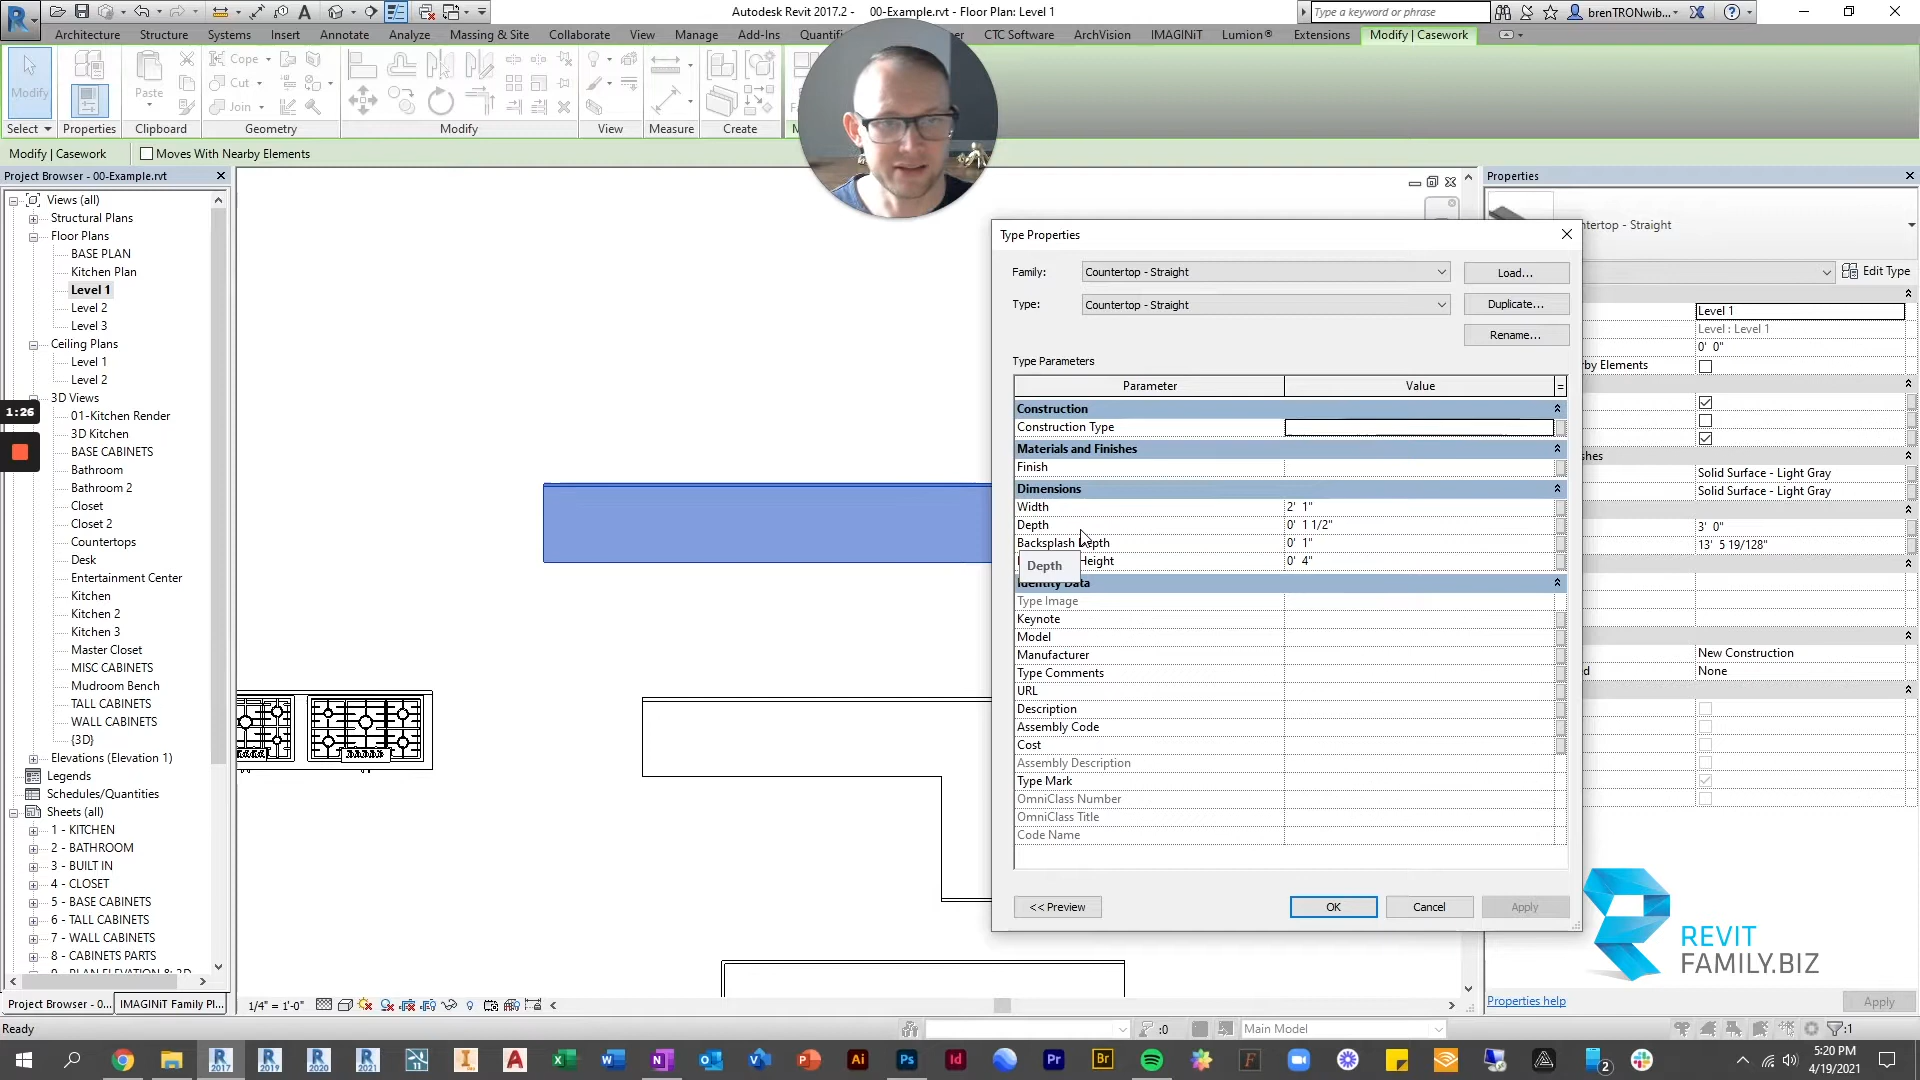 Autodesk Revit 2017.2 - 00-Example.rvt - Floor Plan: Level 1
Type a keyword or phrase
brenTRONwib...
Architecture Structure Systems Insert Annotate Analyze Massing & Site Collaborate View Manage Add-Ins CTC Software ArchVision IMAGINiT Lumion® Extensions Modify | Casework
Modify
Paste
Cope
Cut
Join
Select Properties Clipboard Geometry Modify View Measure Create
Modify | Casework
Moves With Nearby Elements
Project Browser - 00-Example.rvt
Views (all)
Structural Plans
Floor Plans
BASE PLAN
Kitchen Plan
Level 1
Level 2
Level 3
Ceiling Plans
Level 1
Level 2
3D Views
01-Kitchen Render
3D Kitchen
BASE CABINETS
Bathroom
Bathroom 2
Closet
Closet 2
Countertops
Desk
Entertainment Center
Kitchen
Kitchen 2
Kitchen 3
Master Closet
MISC CABINETS
Mudroom Bench
TALL CABINETS
WALL CABINETS
{3D}
Elevations (Elevation 1)
Legends
Schedules/Quantities
Sheets (all)
1 - KITCHEN
2 - BATHROOM
3 - BUILT IN
4 - CLOSET
5 - BASE CABINETS
6 - TALL CABINETS
7 - WALL CABINETS
8 - CABINETS PARTS
Project Browser - 0...
IMAGINiT Family Pl...
1:26
Type Properties
Family: Countertop - Straight Load...
Type: Countertop - Straight Duplicate...
Rename...
Type Parameters
Parameter Value =
Construction
Construction Type
Materials and Finishes
Finish
Dimensions
Width 2' 1"
Depth 0' 1 1/2"
Backsplash Depth 0' 1"
Height 0' 4"
Depth
Identity Data
Type Image
Keynote
Model
Manufacturer
Type Comments
URL
Description
Assembly Code
Cost
Assembly Description
Type Mark
OmniClass Number
OmniClass Title
Code Name
<< Preview OK Cancel Apply
Properties
ntertop - Straight
Edit Type
Level 1
Level : Level 1
0' 0"
by Elements
shes
Solid Surface - Light Gray
Solid Surface - Light Gray
3' 0"
13' 5 19/128"
New Construction
d None
REVIT
FAMILY.BIZ
Properties help Apply
1/4" = 1'-0"
Ready
:0
Main Model
:1
5:20 PM
4/19/2021